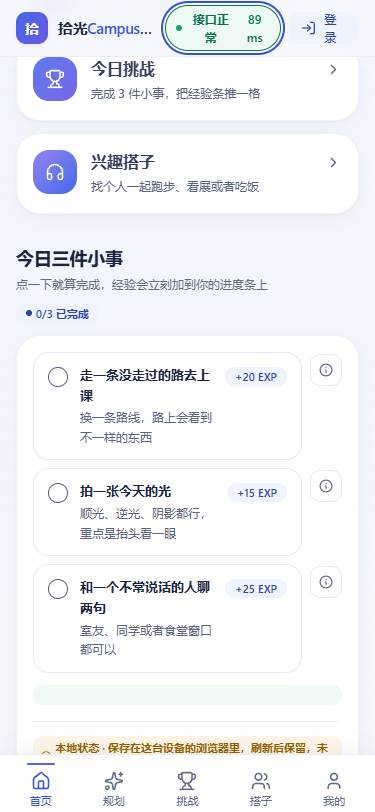 拾
拾光Campus...
接口正常
89 ms
登录
今日挑战
完成 3 件小事，把经验条推一格
兴趣搭子
找个人一起跑步、看展或者吃饭
今日三件小事
点一下就算完成，经验会立刻加到你的进度条上
0/3 已完成
走一条没走过的路去上
课
+20 EXP
换一条路线，路上会看到
不一样的东西
拍一张今天的光
+15 EXP
顺光、逆光、阴影都行，
重点是抬头看一眼
和一个不常说话的人聊
两句
+25 EXP
室友、同学或者食堂窗口
都可以
本地状态 · 保存在这台设备的浏览器里，刷新后保留，未
首页
规划
挑战
搭子
我的